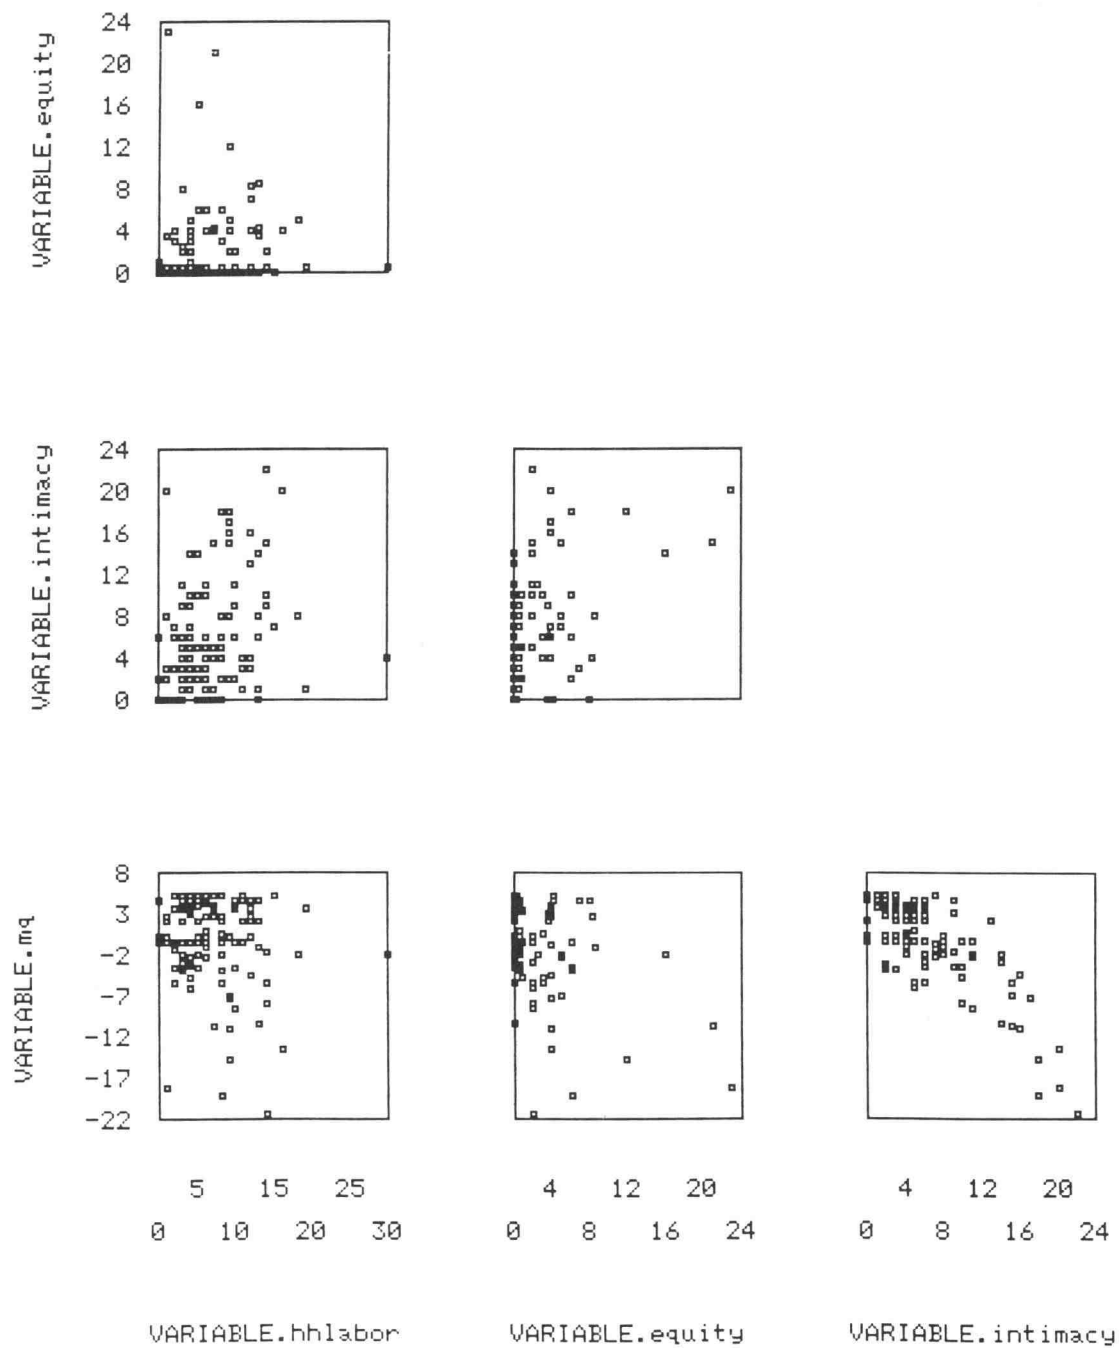 VARIABLE.equity
24
20
16
12
8
4
0
VARIABLE.intimacy
24
20
16
12
8
4
0
VARIABLE.mq
8
3
-2
-7
-12
-17
-22
5 15 25
0 10 20 30
4 12 20
0 8 16 24
4 12 20
0 8 16 24
VARIABLE.hhlabor
VARIABLE.equity
VARIABLE.intimacy